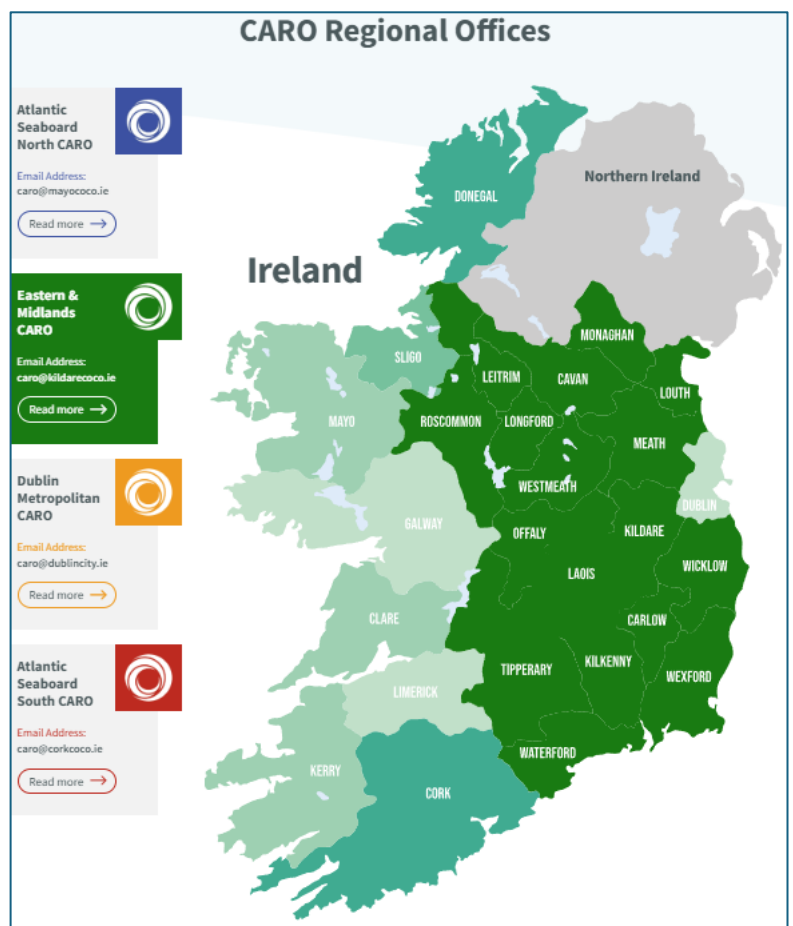 CARO Regional Offices
Atlantic
Seaboard
North CARO
Email Address:
caro@mayococo.ie
Read more →
Eastern &
Midlands
CARO
Email Address:
caro@kildarecoco.ie
Read more →
Dublin
Metropolitan
CARO
Email Address:
caro@dublincity.ie
Read more →
Atlantic
Seaboard
South CARO
Email Address:
caro@corkcoco.ie
Read more →
Ireland
Northern Ireland
DONEGAL
MONAGHAN
SLIGO
LEITRIM
CAVAN
LOUTH
MAYO
ROSCOMMON
LONGFORD
MEATH
WESTMEATH
DUBLIN
GALWAY
OFFALY
KILDARE
LAOIS
WICKLOW
CLARE
CARLOW
TIPPERARY
KILKENNY
WEXFORD
LIMERICK
WATERFORD
KERRY
CORK